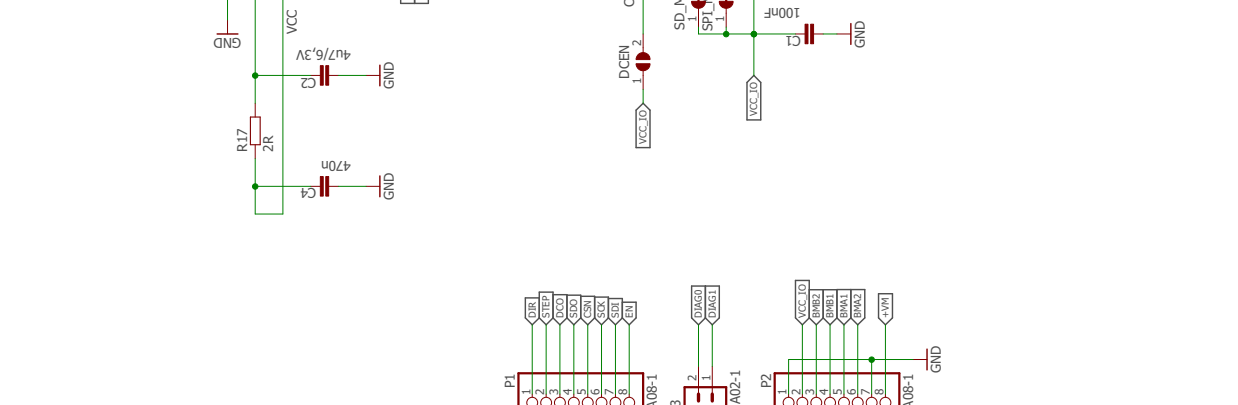 VCC
GND
4u7/6,3V
C2
GND
R17
2R
470n
C4
GND
2
DCEN
1
VCC_IO
SD_
1
SPI_
1
100nF
C1
GND
VCC_IO
DIR
STEP
DCO
SDO
CSN
SCK
SDI
EN
P1
1
2
3
4
5
6
7
8
A08-1
DIAG0
DIAG1
2
1
A02-1
VCC_IO
BMB2
BMB1
BMA1
BMA2
+VM
GND
P2
1
2
3
4
5
6
7
8
A08-1